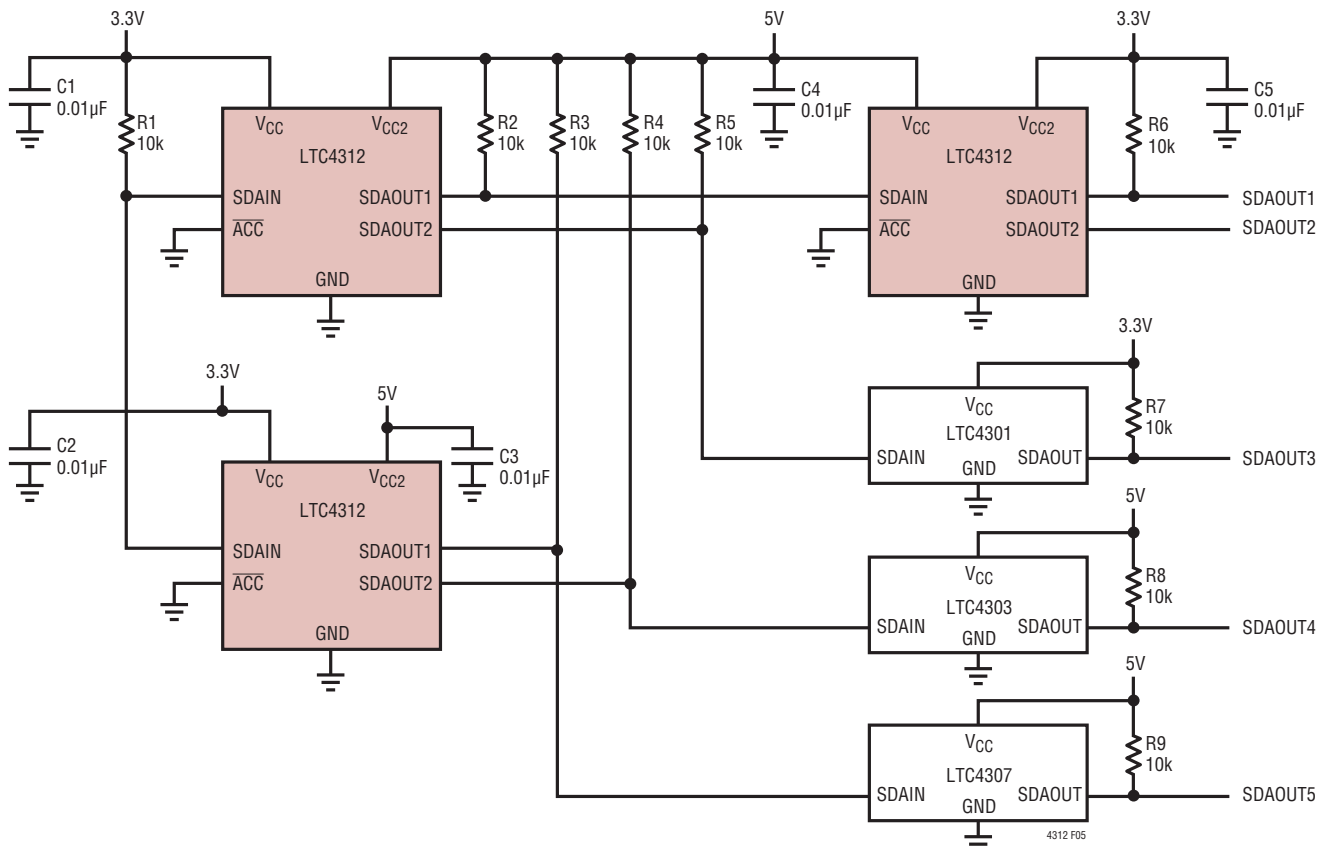 3.3V
5V
3.3V
C1
0.01µF
R1
10k
VCC
VCC2
LTC4312
SDAIN
SDAOUT1
ACC
SDAOUT2
GND
R2
10k
R3
10k
R4
10k
R5
10k
C4
0.01µF
VCC
VCC2
LTC4312
SDAIN
SDAOUT1
ACC
SDAOUT2
GND
R6
10k
C5
0.01µF
SDAOUT1
SDAOUT2
3.3V
5V
C2
0.01µF
VCC
VCC2
C3
0.01µF
LTC4312
SDAIN
SDAOUT1
ACC
SDAOUT2
GND
3.3V
VCC
LTC4301
SDAIN
GND
SDAOUT
R7
10k
SDAOUT3
5V
VCC
LTC4303
SDAIN
GND
SDAOUT
R8
10k
SDAOUT4
5V
VCC
LTC4307
SDAIN
GND
SDAOUT
R9
10k
SDAOUT5
4312 F05